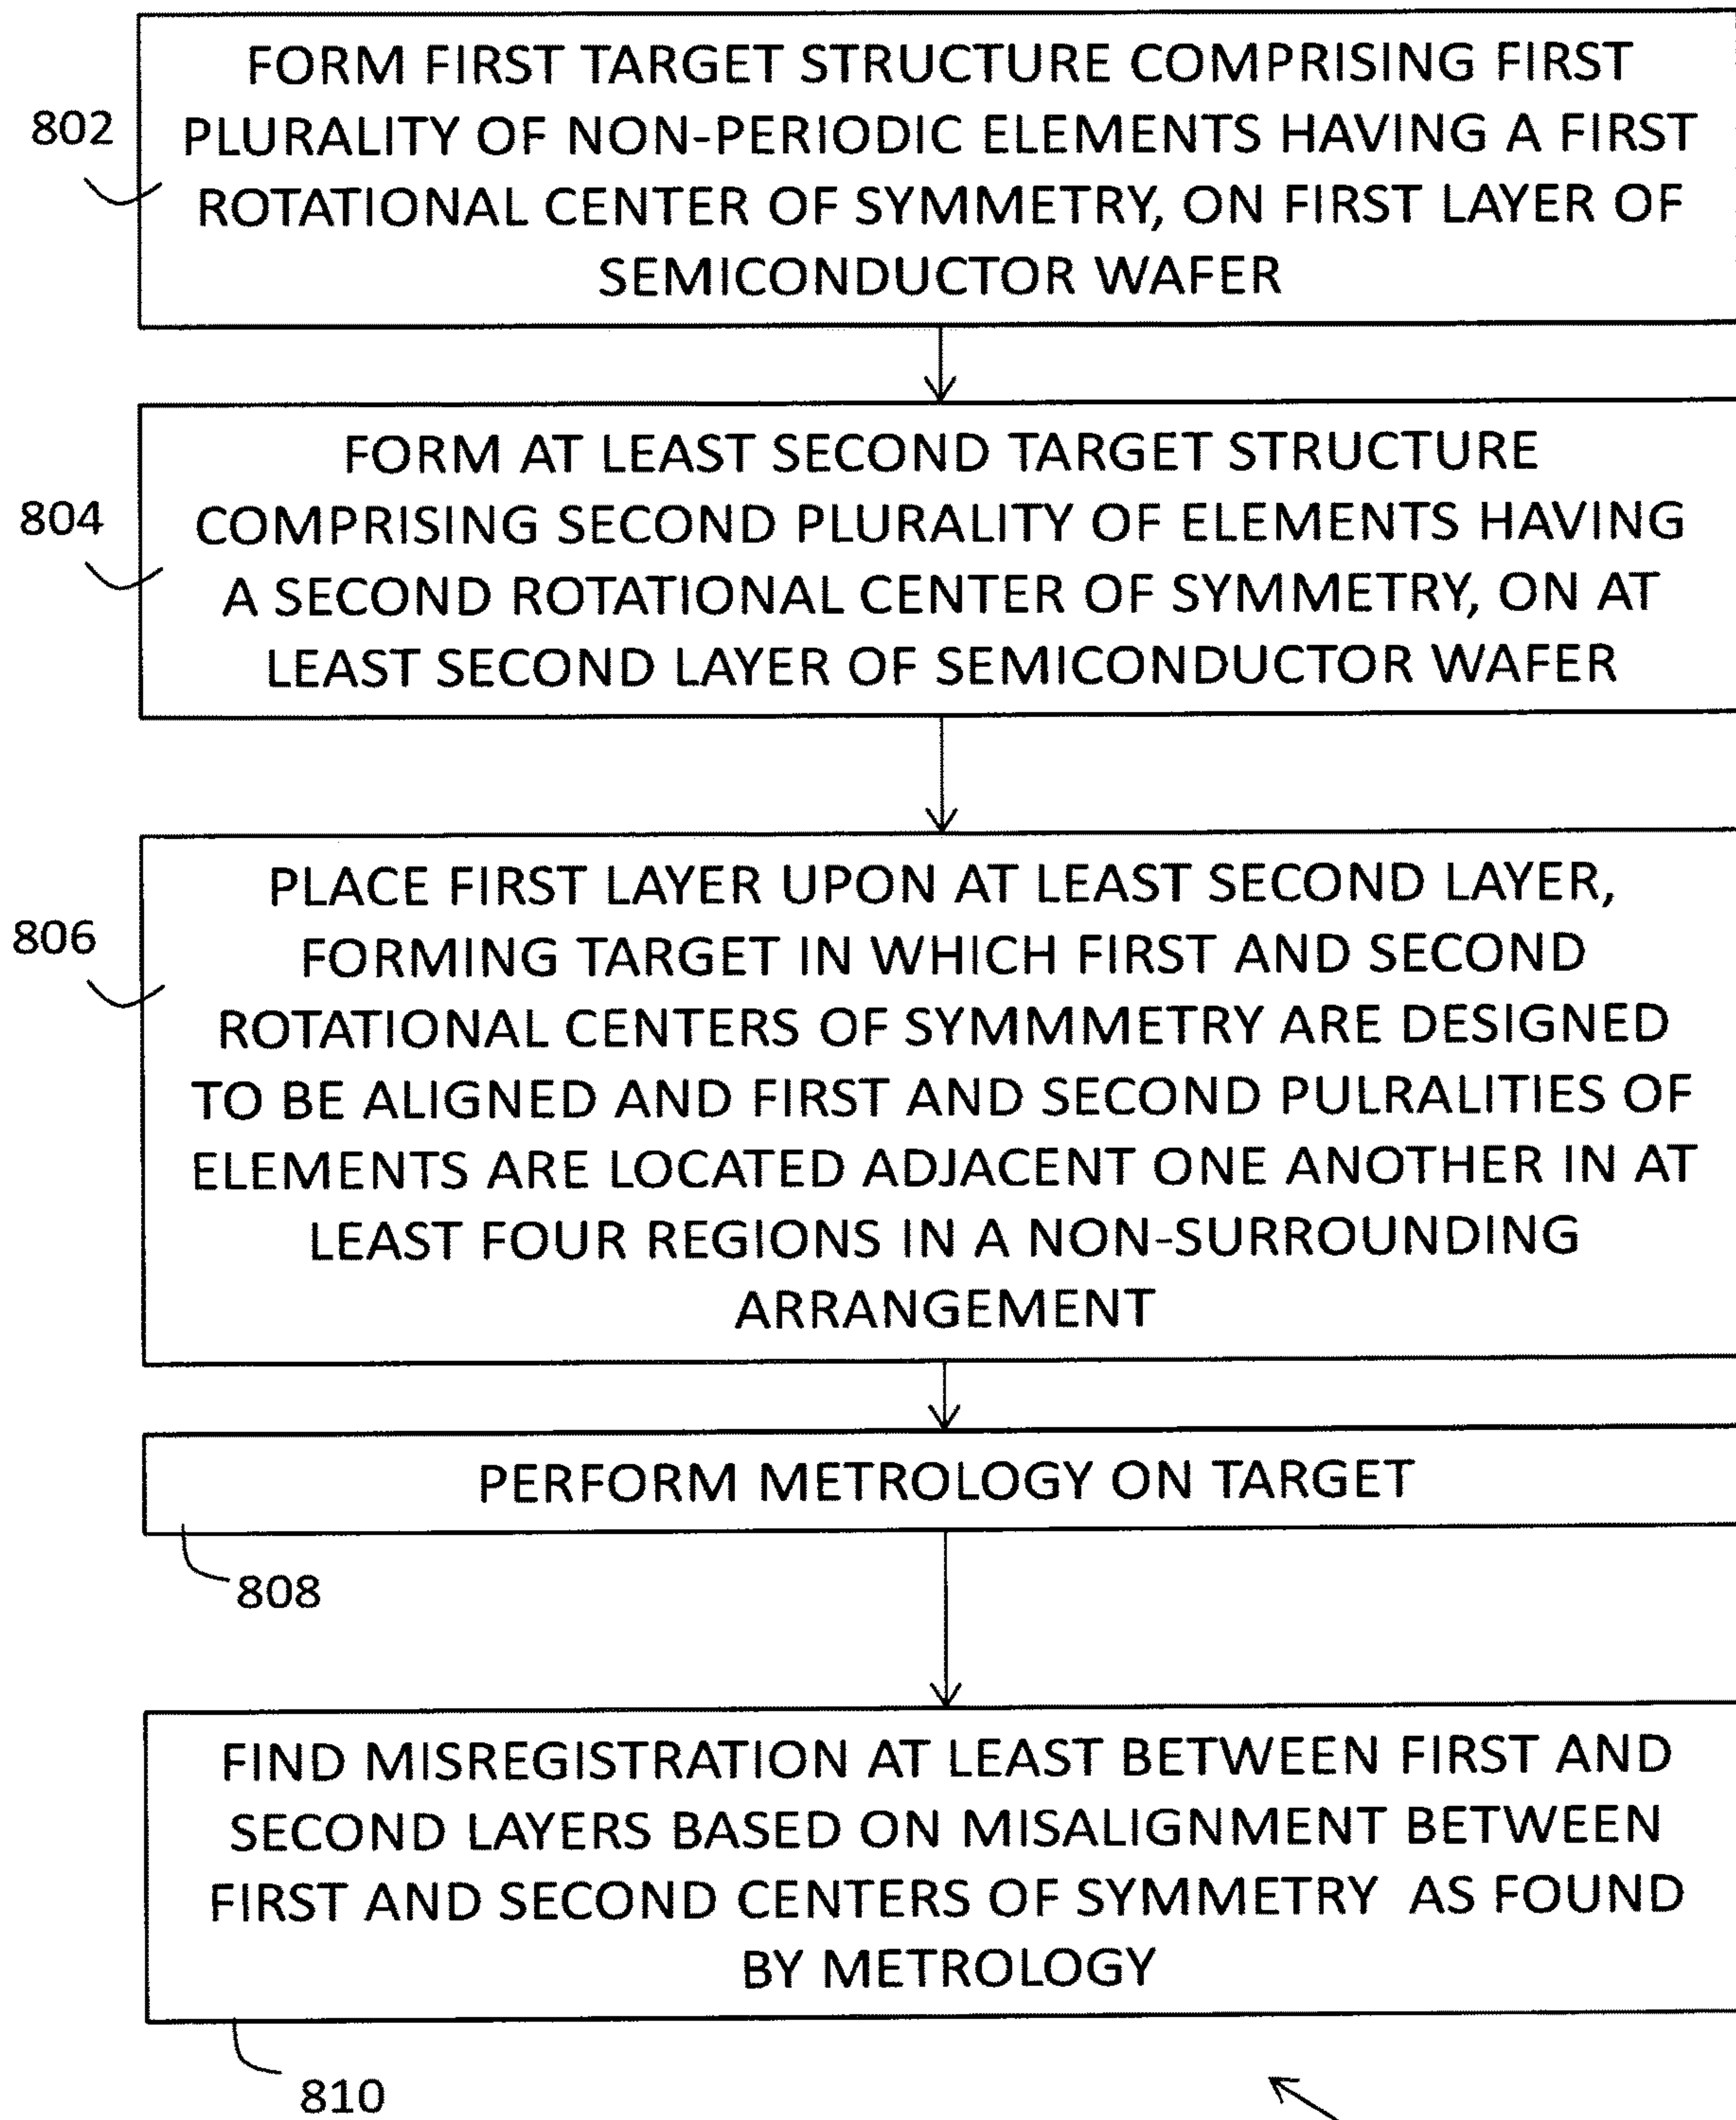 FORM FIRST TARGET STRUCTURE COMPRISING FIRST
802
PLURALITY OF NON-PERIODIC ELEMENTS HAVING A FIRST
ROTATIONAL CENTER OF SYMMETRY, ON FIRST LAYER OF
SEMICONDUCTOR WAFER
FORM AT LEAST SECOND TARGET STRUCTURE
804
COMPRISING SECOND PLURALITY OF ELEMENTS HAVING
A SECOND ROTATIONAL CENTER OF SYMMETRY, ON AT
LEAST SECOND LAYER OF SEMICONDUCTOR WAFER
PLACE FIRST LAYER UPON AT LEAST SECOND LAYER,
806
FORMING TARGET IN WHICH FIRST AND SECOND
ROTATIONAL CENTERS OF SYMMMETRY ARE DESIGNED
TO BE ALIGNED AND FIRST AND SECOND PULRALITIES OF
ELEMENTS ARE LOCATED ADJACENT ONE ANOTHER IN AT
LEAST FOUR REGIONS IN A NON-SURROUNDING
ARRANGEMENT
PERFORM METROLOGY ON TARGET
808
FIND MISREGISTRATION AT LEAST BETWEEN FIRST AND
SECOND LAYERS BASED ON MISALIGNMENT BETWEEN
FIRST AND SECOND CENTERS OF SYMMETRY AS FOUND
BY METROLOGY
810